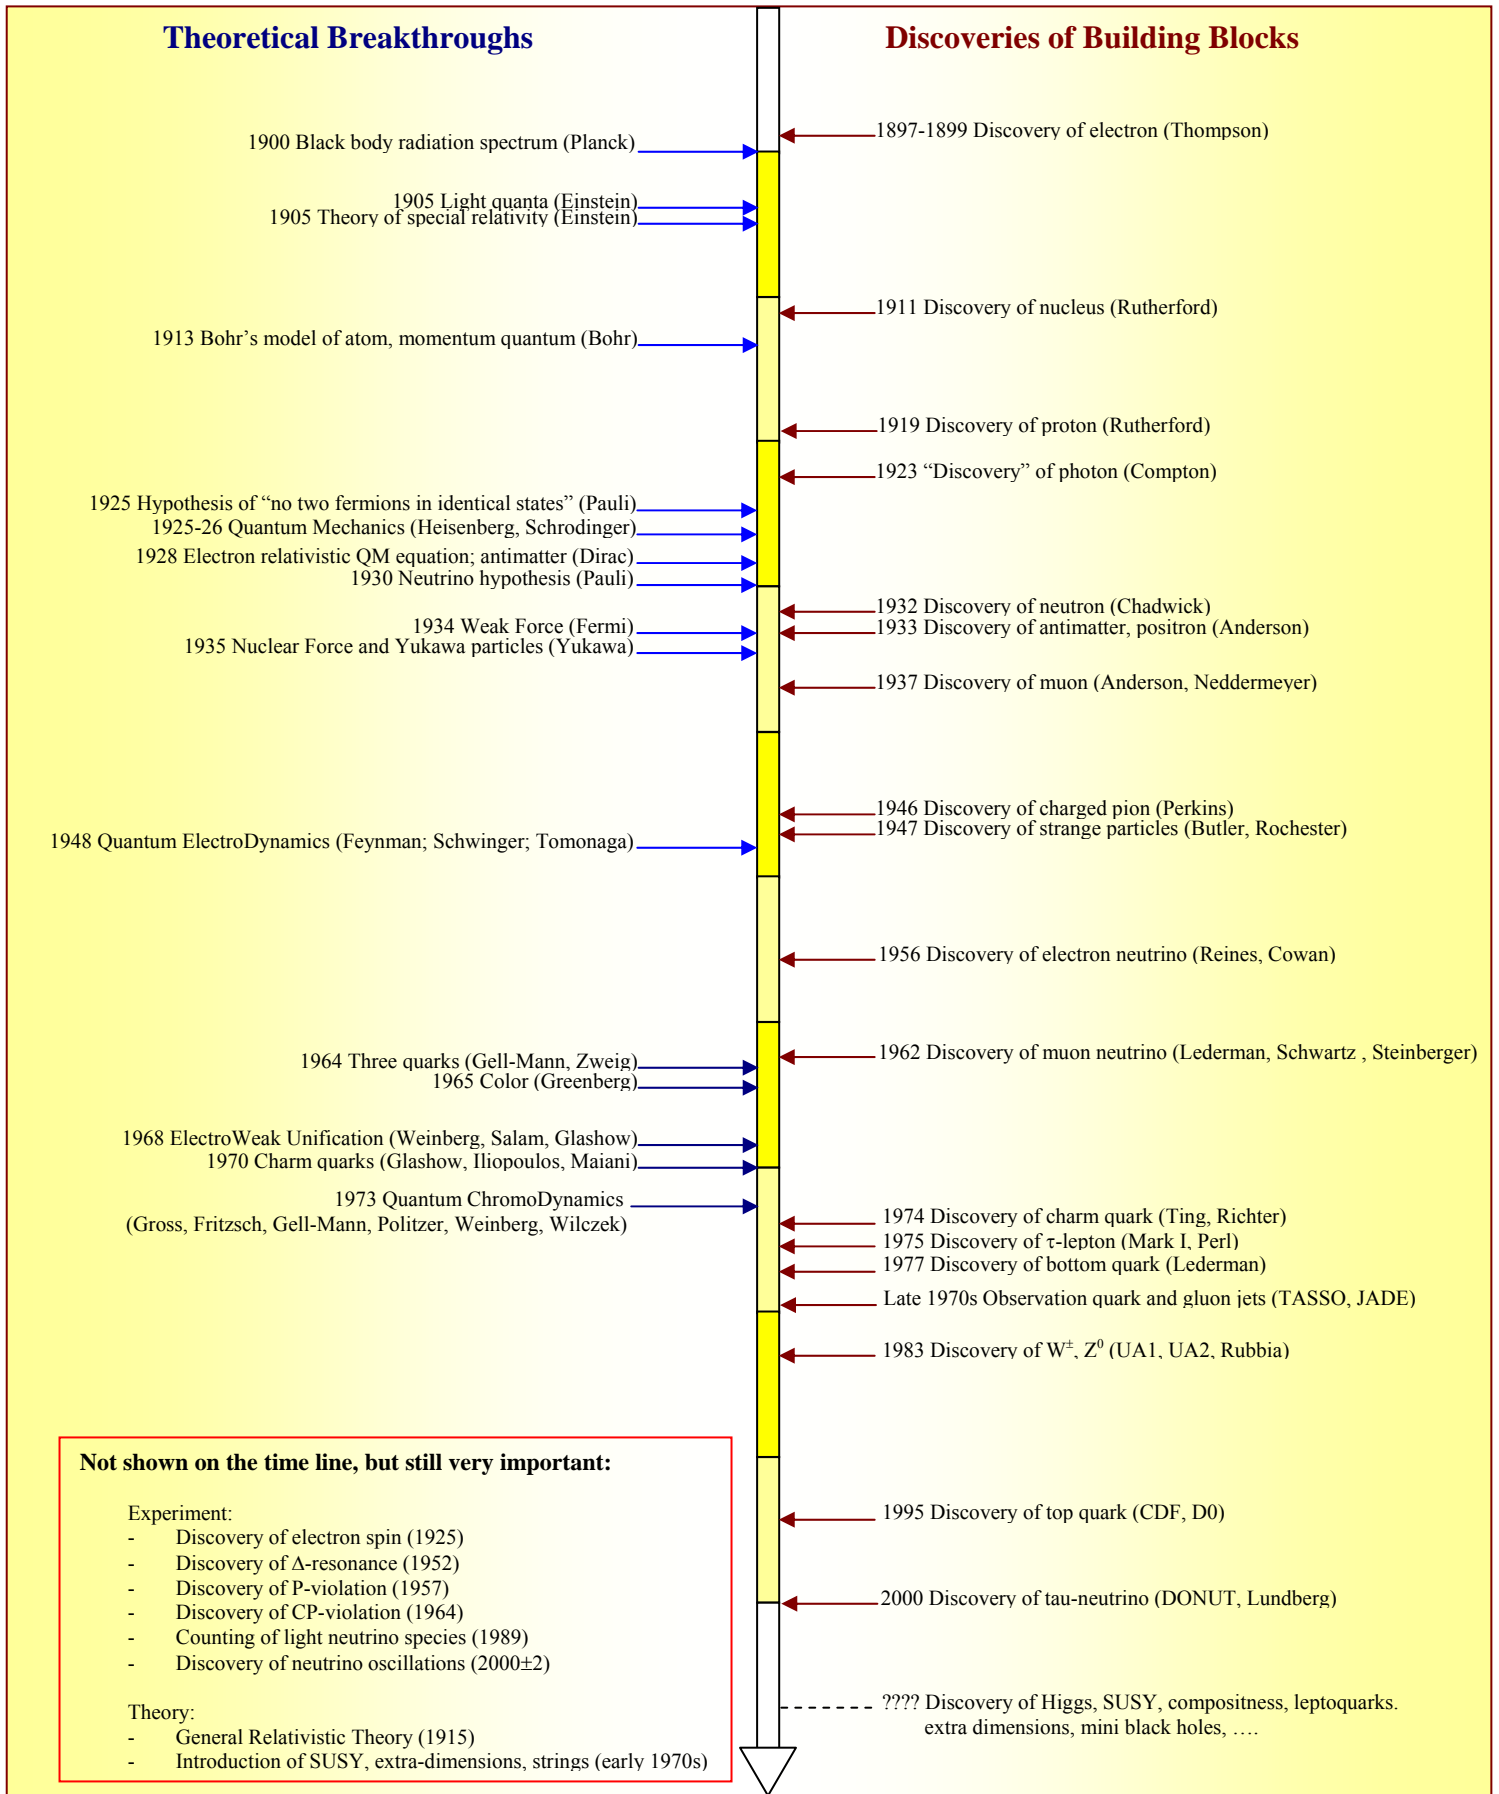 Theoretical Breakthroughs
Discoveries of Building Blocks
1897-1899 Discovery of electron (Thompson)
1900 Black body radiation spectrum (Planck)
1905 Light quanta (Einstein)
1905 Theory of special relativity (Einstein)
1911 Discovery of nucleus (Rutherford)
1913 Bohr’s model of atom, momentum quantum (Bohr)
1919 Discovery of proton (Rutherford)
1923 “Discovery” of photon (Compton)
1925 Hypothesis of “no two fermions in identical states” (Pauli)
1925-26 Quantum Mechanics (Heisenberg, Schrodinger)
1928 Electron relativistic QM equation; antimatter (Dirac)
1930 Neutrino hypothesis (Pauli)
1932 Discovery of neutron (Chadwick)
1934 Weak Force (Fermi)
1933 Discovery of antimatter, positron (Anderson)
1935 Nuclear Force and Yukawa particles (Yukawa)
1937 Discovery of muon (Anderson, Neddermeyer)
1946 Discovery of charged pion (Perkins)
1947 Discovery of strange particles (Butler, Rochester)
1948 Quantum ElectroDynamics (Feynman; Schwinger; Tomonaga)
1956 Discovery of electron neutrino (Reines, Cowan)
1962 Discovery of muon neutrino (Lederman, Schwartz , Steinberger)
1964 Three quarks (Gell-Mann, Zweig)
1965 Color (Greenberg)
1968 ElectroWeak Unification (Weinberg, Salam, Glashow)
1970 Charm quarks (Glashow, Iliopoulos, Maiani)
1973 Quantum ChromoDynamics
(Gross, Fritzsch, Gell-Mann, Politzer, Weinberg, Wilczek)
1974 Discovery of charm quark (Ting, Richter)
1975 Discovery of τ-lepton (Mark I, Perl)
1977 Discovery of bottom quark (Lederman)
Late 1970s Observation quark and gluon jets (TASSO, JADE)
1983 Discovery of W±, Z0 (UA1, UA2, Rubbia)
1995 Discovery of top quark (CDF, D0)
2000 Discovery of tau-neutrino (DONUT, Lundberg)
???? Discovery of Higgs, SUSY, compositness, leptoquarks.
extra dimensions, mini black holes, ….
Not shown on the time line, but still very important:
Experiment:
- Discovery of electron spin (1925)
- Discovery of Δ-resonance (1952)
- Discovery of P-violation (1957)
- Discovery of CP-violation (1964)
- Counting of light neutrino species (1989)
- Discovery of neutrino oscillations (2000±2)
Theory:
- General Relativistic Theory (1915)
- Introduction of SUSY, extra-dimensions, strings (early 1970s)